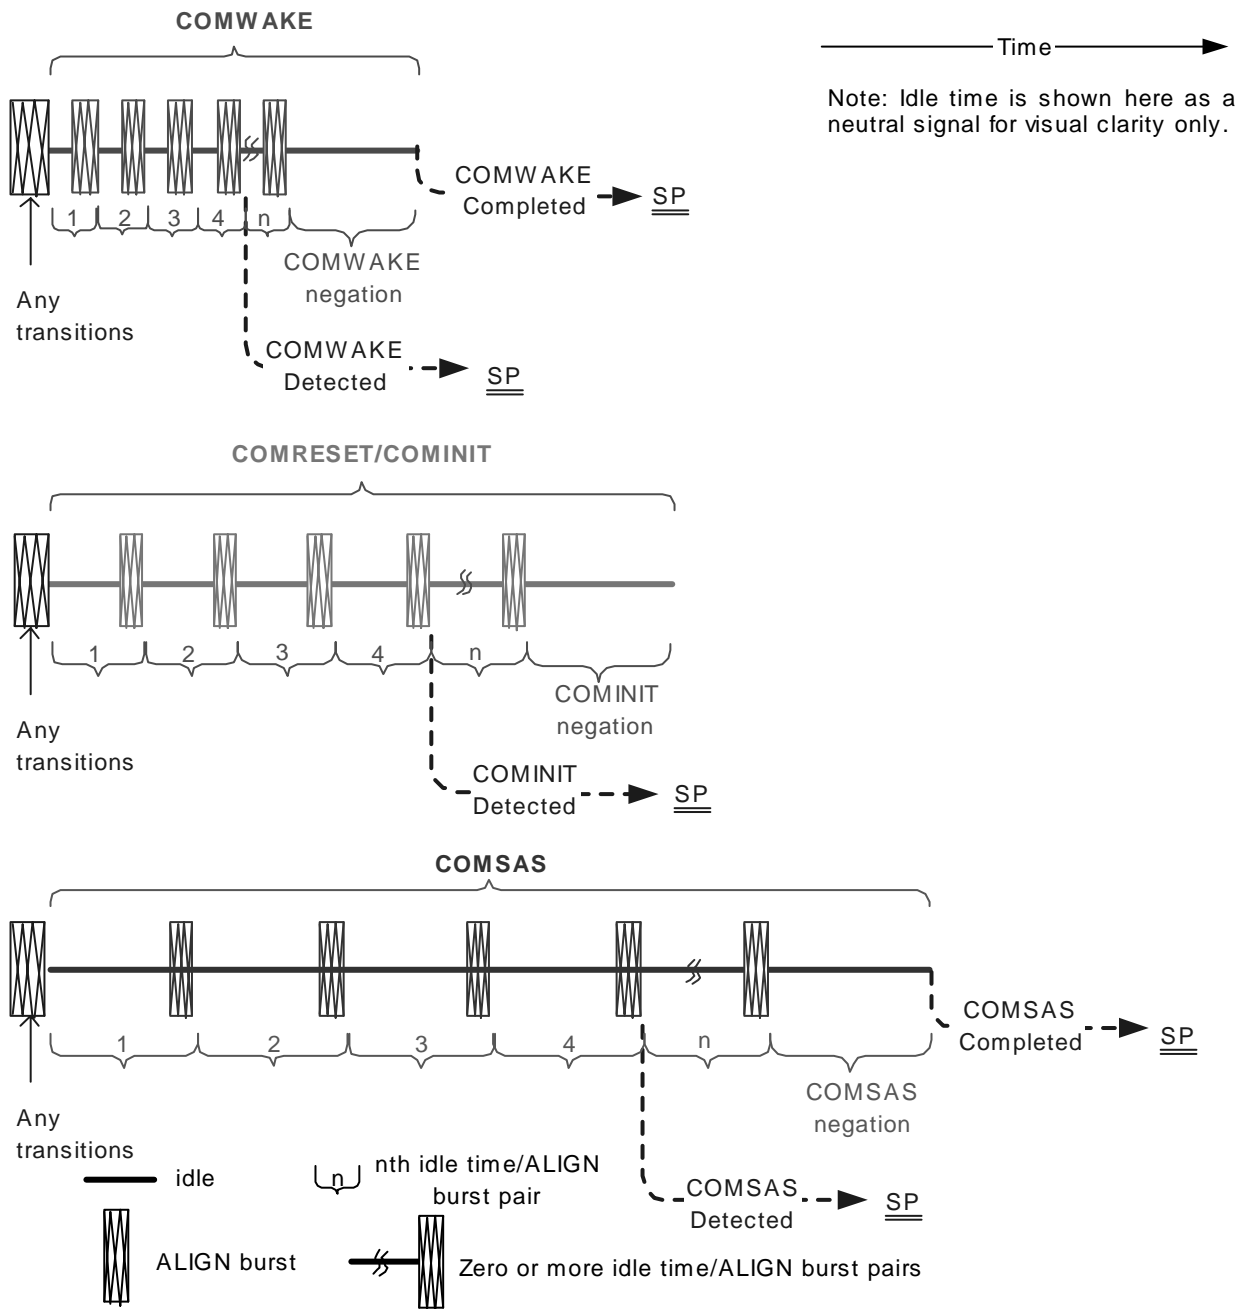 COMWAKE
Time
Note: Idle time is shown here as a
neutral signal for visual clarity only.
COMWAKE
Completed
SP
1 2 3 4 n
COMWAKE
negation
Any
transitions
COMWAKE
Detected
SP
COMRESET/COMINIT
1 2 3 4 n
COMINIT
negation
Any
transitions
COMINIT
Detected
SP
COMSAS
COMSAS
Completed
SP
1 2 3 4 n
COMSAS
negation
Any
transitions
idle
n
nth idle time/ALIGN
burst pair
COMSAS
Detected
SP
ALIGN burst
Zero or more idle time/ALIGN burst pairs